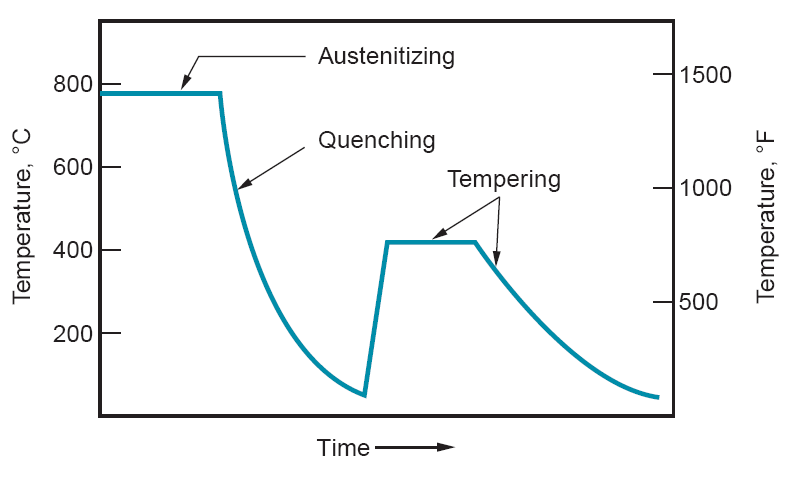 Austenitizing
Quenching
Tempering
800
600
400
200
Temperature, °C
1500
1000
500
Temperature, °F
Time